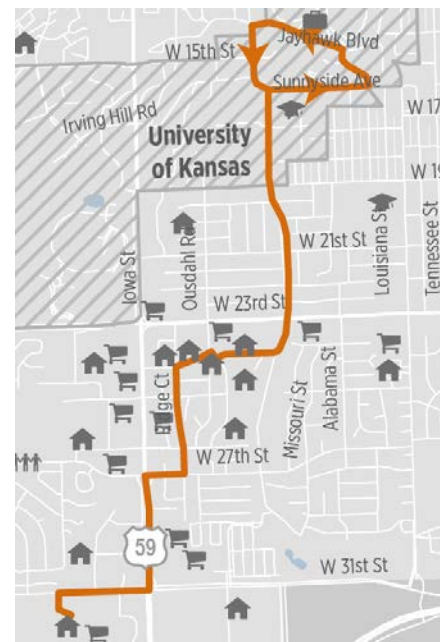 Jayhawk Blvd
W 15th St
Sunnyside Ave
Irving Hill Rd
W 17
University
of Kansas
W 19
Iowa St
Ousdahl Rd
W 21st St
Louisiana St
Tennessee St
W 23rd St
Ridge Ct
Missouri St
Alabama St
W 27th St
59
W 31st St